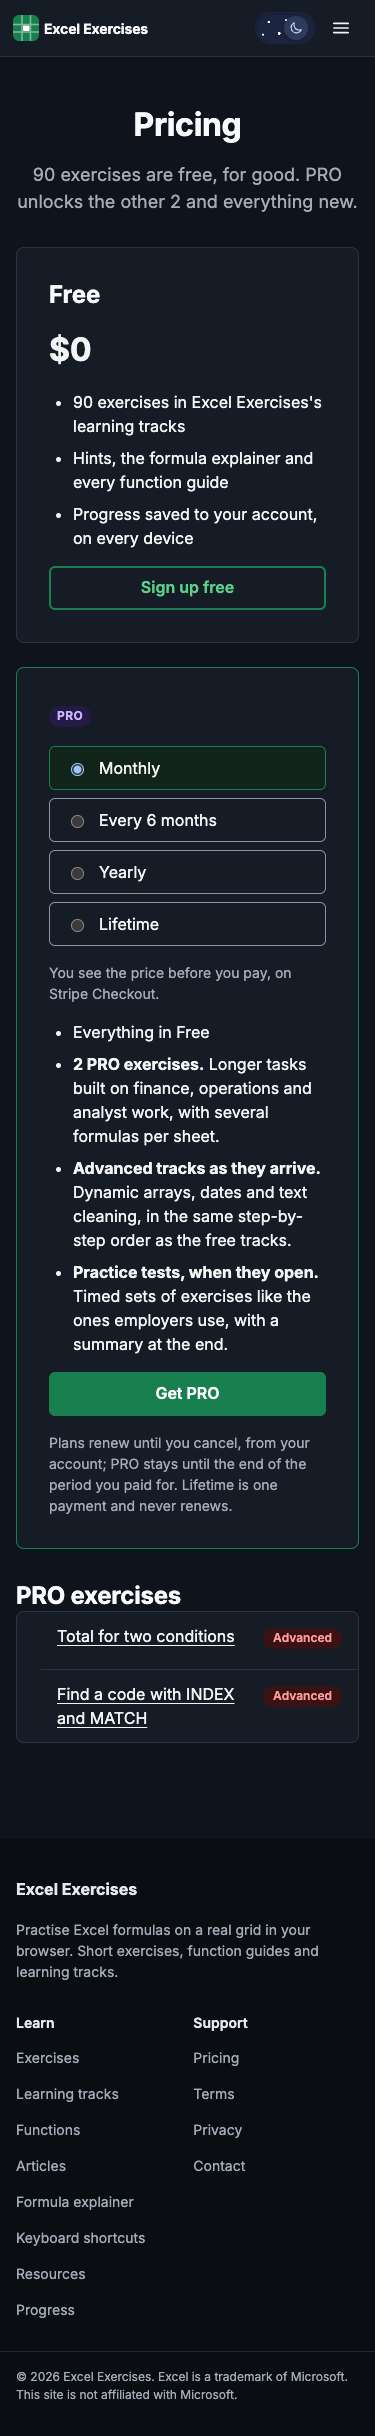 Excel Exercises
Pricing
90 exercises are free, for good. PRO
unlocks the other 2 and everything new.
Free
$0
90 exercises in Excel Exercises's
learning tracks
Hints, the formula explainer and
every function guide
Progress saved to your account,
on every device
Sign up free
PRO
Monthly
Every 6 months
Yearly
Lifetime
You see the price before you pay, on
Stripe Checkout.
Everything in Free
2 PRO exercises. Longer tasks
built on finance, operations and
analyst work, with several
formulas per sheet.
Advanced tracks as they arrive.
Dynamic arrays, dates and text
cleaning, in the same step-by-
step order as the free tracks.
Practice tests, when they open.
Timed sets of exercises like the
ones employers use, with a
summary at the end.
Get PRO
Plans renew until you cancel, from your
account; PRO stays until the end of the
period you paid for. Lifetime is one
payment and never renews.
PRO exercises
Total for two conditions
Advanced
Find a code with INDEX
and MATCH
Advanced
Excel Exercises
Practise Excel formulas on a real grid in your
browser. Short exercises, function guides and
learning tracks.
Learn
Exercises
Learning tracks
Functions
Articles
Formula explainer
Keyboard shortcuts
Resources
Progress
Support
Pricing
Terms
Privacy
Contact
© 2026 Excel Exercises. Excel is a trademark of Microsoft.
This site is not affiliated with Microsoft.